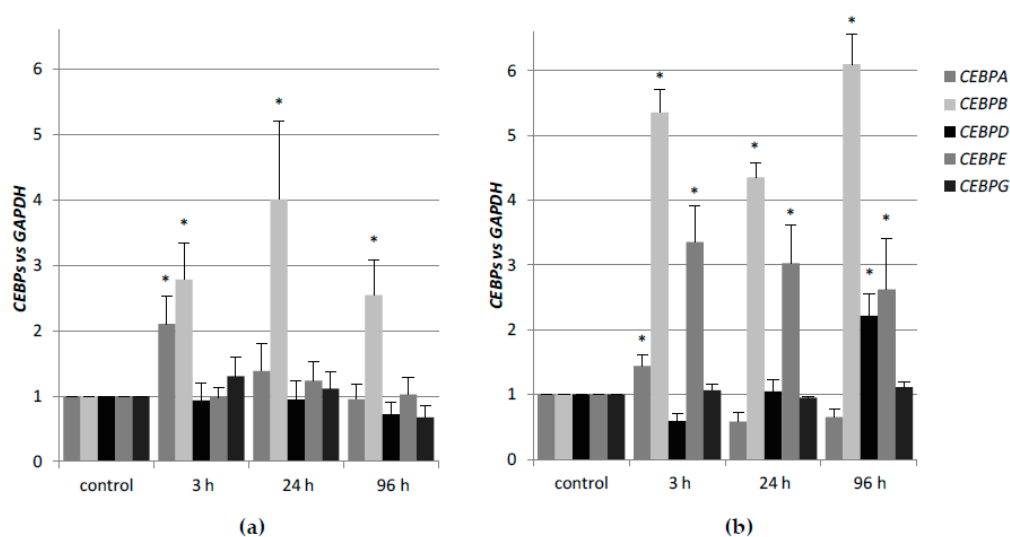 CEBPs vs GAPDH
6
5
4
3
2
1
0
* * * *
control 3 h 24 h 96 h
(a)
CEBPs vs GAPDH
6
5
4
3
2
1
0
* * * * * * * *
control 3 h 24 h 96 h
(b)
CEBPA
CEBPB
CEBPD
CEBPE
CEBPG